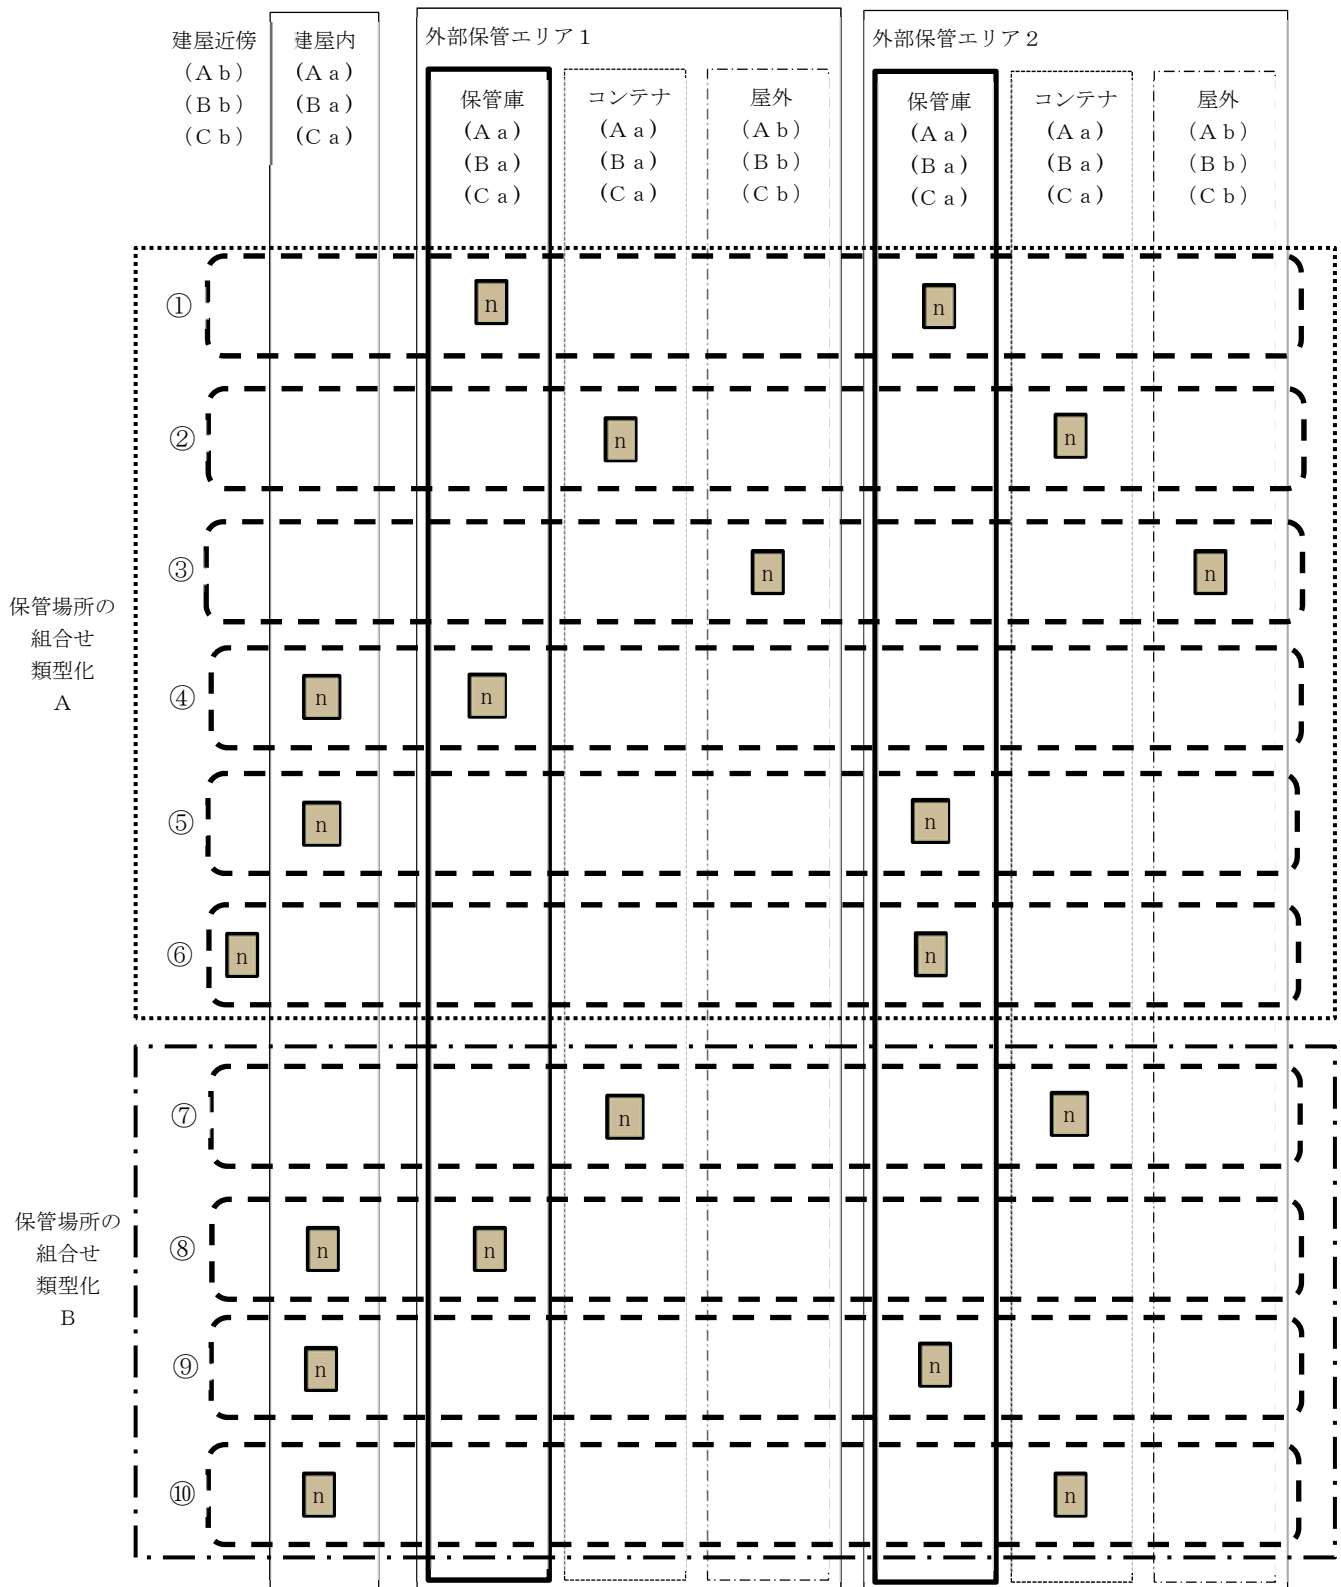 建屋近傍
（Ａｂ）
（Ｂｂ）
（Ｃｂ）
建屋内
(Ａａ)
(Ｂａ)
(Ｃａ)
外部保管エリア１
保管庫
(Ａａ)
(Ｂａ)
(Ｃａ)
コンテナ
(Ａａ)
(Ｂａ)
(Ｃａ)
屋外
（Ａｂ）
（Ｂｂ）
（Ｃｂ）
外部保管エリア２
保管庫
(Ａａ)
(Ｂａ)
(Ｃａ)
コンテナ
(Ａａ)
(Ｂａ)
(Ｃａ)
屋外
（Ａｂ）
（Ｂｂ）
（Ｃｂ）
保管場所の
組合せ
類型化
Ａ
① n n
② n n
③ n n
④ n n
⑤ n n
⑥ n n
保管場所の
組合せ
類型化
Ｂ
⑦ n n
⑧ n n
⑨ n n
⑩ n n